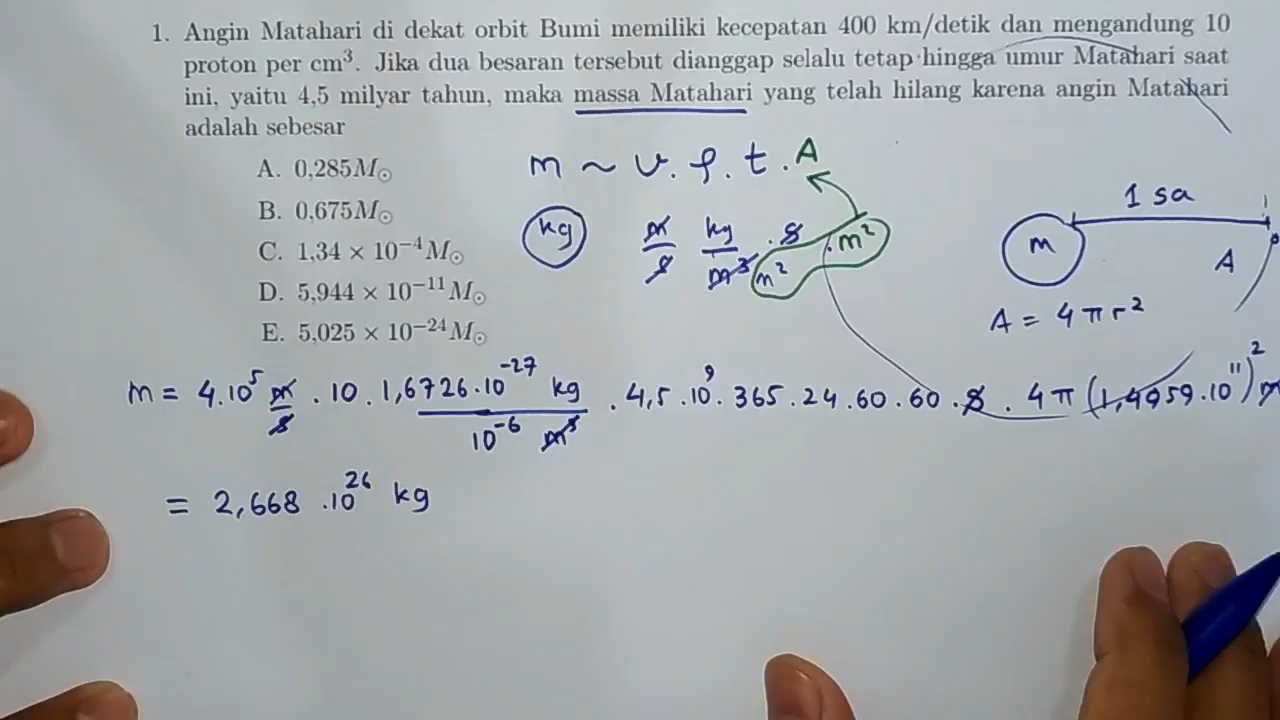 1. Angin Matahari di dekat orbit Bumi memiliki kecepatan 400 km/detik dan mengandung 10
proton per cm³. Jika dua besaran tersebut dianggap selalu tetap hingga umur Matahari saat
ini, yaitu 4,5 milyar tahun, maka massa Matahari yang telah hilang karena angin Matahari
adalah sebesar
A. 0,285M☉
B. 0,675M☉
C. 1,34 × 10⁻⁴M☉
D. 5,944 × 10⁻¹¹M☉
E. 5,025 × 10⁻²⁴M☉
m ~ v . ρ . t . A
kg m/s kg/m³ . s . m²
m²
1 sa
m
A
A = 4πr²
m = 4.10⁵ m/s . 10 . 1,6726.10⁻²⁷ kg / 10⁻⁶ m³ . 4,5 .10⁹. 365 . 24 . 60 . 60 . s . 4π (1,4959.10¹¹)² m
= 2,668 .10²⁶ kg